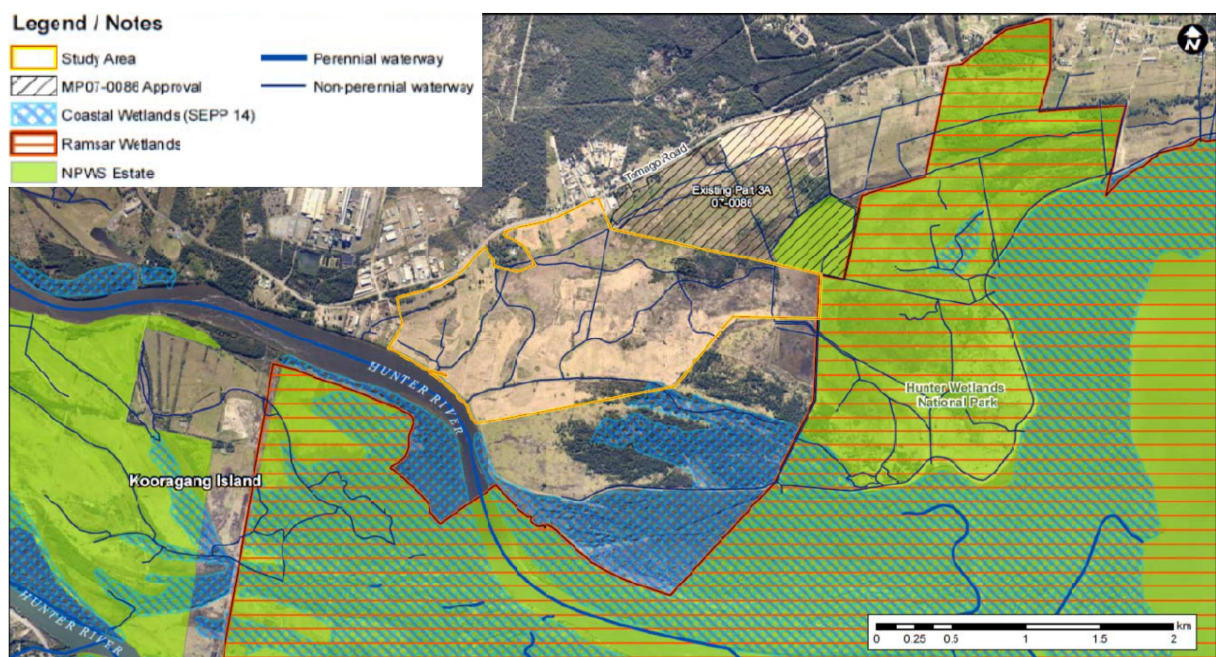 Legend / Notes
Study Area
MP07-0086 Approval
Coastal Wetlands (SEPP 14)
Ramsar Wetlands
NPWS Estate
Perennial waterway
Non-perennial waterway
N
Tomago Road
Existing Part 3A
07-0086
HUNTER RIVER
Hunter Wetlands
National Park
Kooragang Island
HUNTER RIVER
km
0 0.25 0.5 1 1.5 2